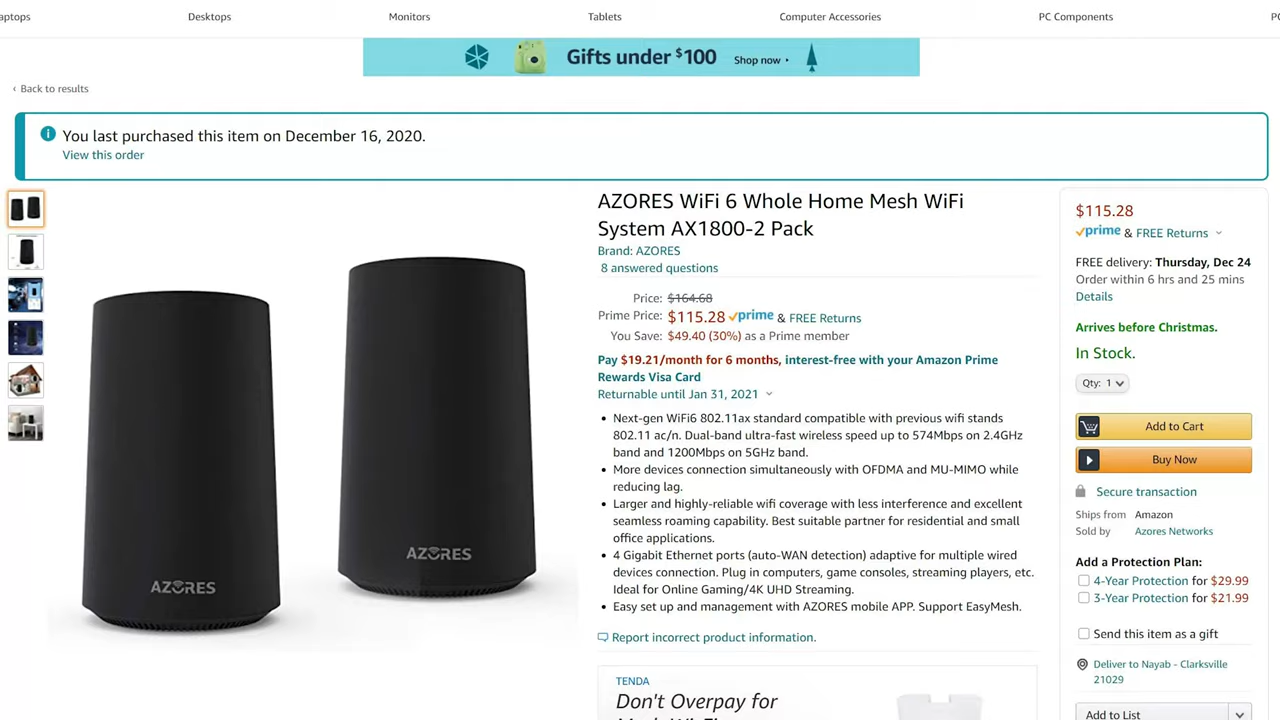 aptops Desktops Monitors Tablets Computer Accessories PC Components PC
Gifts under $100 Shop now ›
‹ Back to results
You last purchased this item on December 16, 2020.
View this order
AZORES WiFi 6 Whole Home Mesh WiFi
System AX1800-2 Pack
Brand: AZORES
8 answered questions
Price: $164.68
Prime Price: $115.28 prime & FREE Returns
You Save: $49.40 (30%) as a Prime member
Pay $19.21/month for 6 months, interest-free with your Amazon Prime
Rewards Visa Card
Returnable until Jan 31, 2021
• Next-gen WiFi6 802.11ax standard compatible with previous wifi stands
802.11 ac/n. Dual-band ultra-fast wireless speed up to 574Mbps on 2.4GHz
band and 1200Mbps on 5GHz band.
• More devices connection simultaneously with OFDMA and MU-MIMO while
reducing lag.
• Larger and highly-reliable wifi coverage with less interference and excellent
seamless roaming capability. Best suitable partner for residential and small
office applications.
• 4 Gigabit Ethernet ports (auto-WAN detection) adaptive for multiple wired
devices connection. Plug in computers, game consoles, streaming players, etc.
Ideal for Online Gaming/4K UHD Streaming.
• Easy set up and management with AZORES mobile APP. Support EasyMesh.
Report incorrect product information.
TENDA
Don't Overpay for
AZORES
AZORES
$115.28
prime & FREE Returns
FREE delivery: Thursday, Dec 24
Order within 6 hrs and 25 mins
Details
Arrives before Christmas.
In Stock.
Qty: 1
Add to Cart
Buy Now
Secure transaction
Ships from Amazon
Sold by Azores Networks
Add a Protection Plan:
4-Year Protection for $29.99
3-Year Protection for $21.99
Send this item as a gift
Deliver to Nayab - Clarksville
21029
Add to List